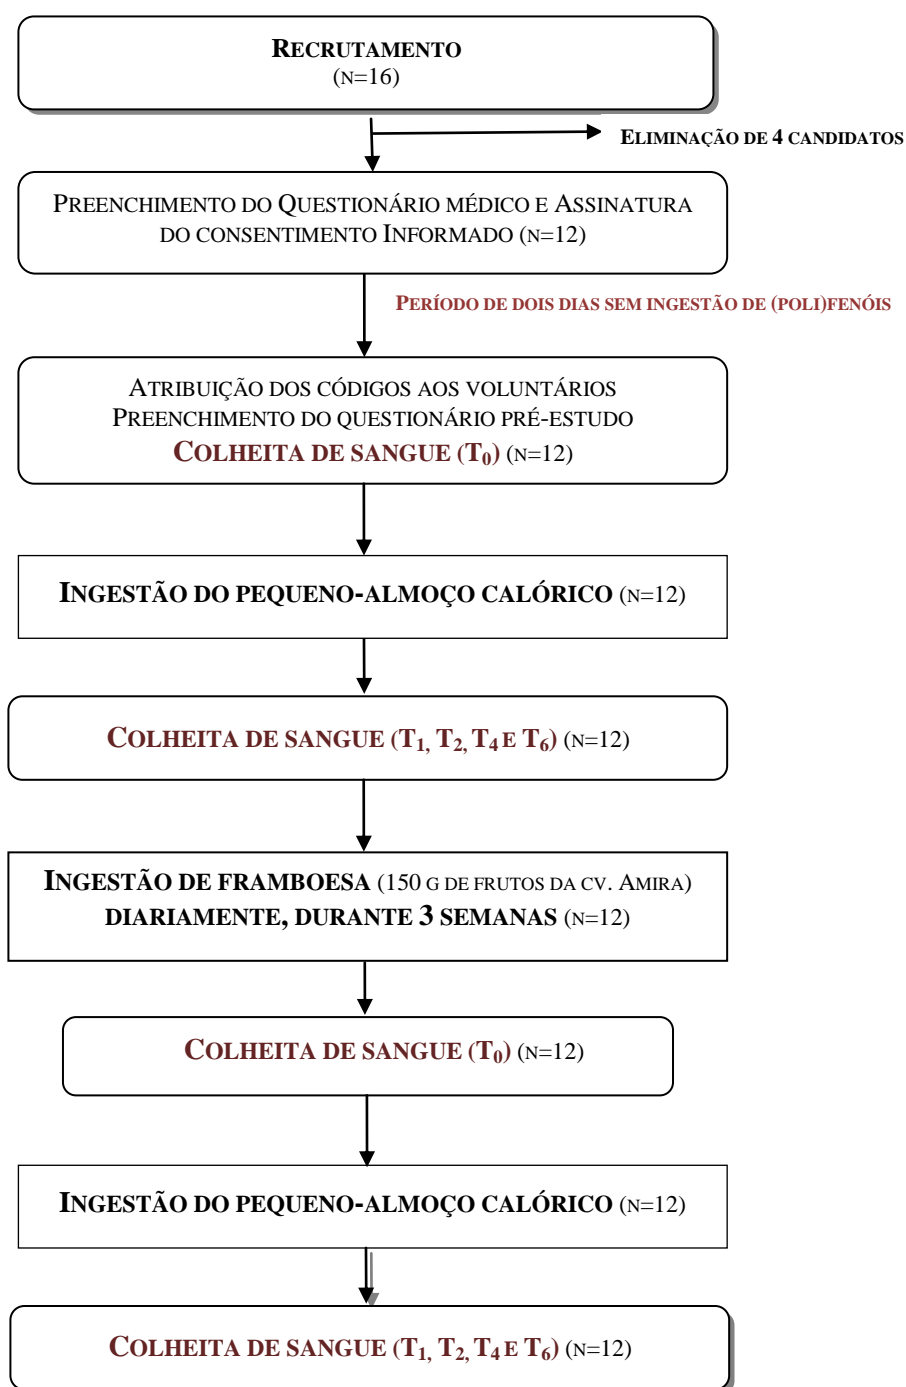 RECRUTAMENTO
(N=16)
ELIMINAÇÃO DE 4 CANDIDATOS
PREENCHIMENTO DO QUESTIONÁRIO MÉDICO E ASSINATURA
DO CONSENTIMENTO INFORMADO (N=12)
PERÍODO DE DOIS DIAS SEM INGESTÃO DE (POLI)FENÓIS
ATRIBUIÇÃO DOS CÓDIGOS AOS VOLUNTÁRIOS
PREENCHIMENTO DO QUESTIONÁRIO PRÉ-ESTUDO
COLHEITA DE SANGUE (T0) (N=12)
INGESTÃO DO PEQUENO-ALMOÇO CALÓRICO (N=12)
COLHEITA DE SANGUE (T1, T2, T4 E T6) (N=12)
INGESTÃO DE FRAMBOESA (150 G DE FRUTOS DA CV. AMIRA)
DIARIAMENTE, DURANTE 3 SEMANAS (N=12)
COLHEITA DE SANGUE (T0) (N=12)
INGESTÃO DO PEQUENO-ALMOÇO CALÓRICO (N=12)
COLHEITA DE SANGUE (T1, T2, T4 E T6) (N=12)